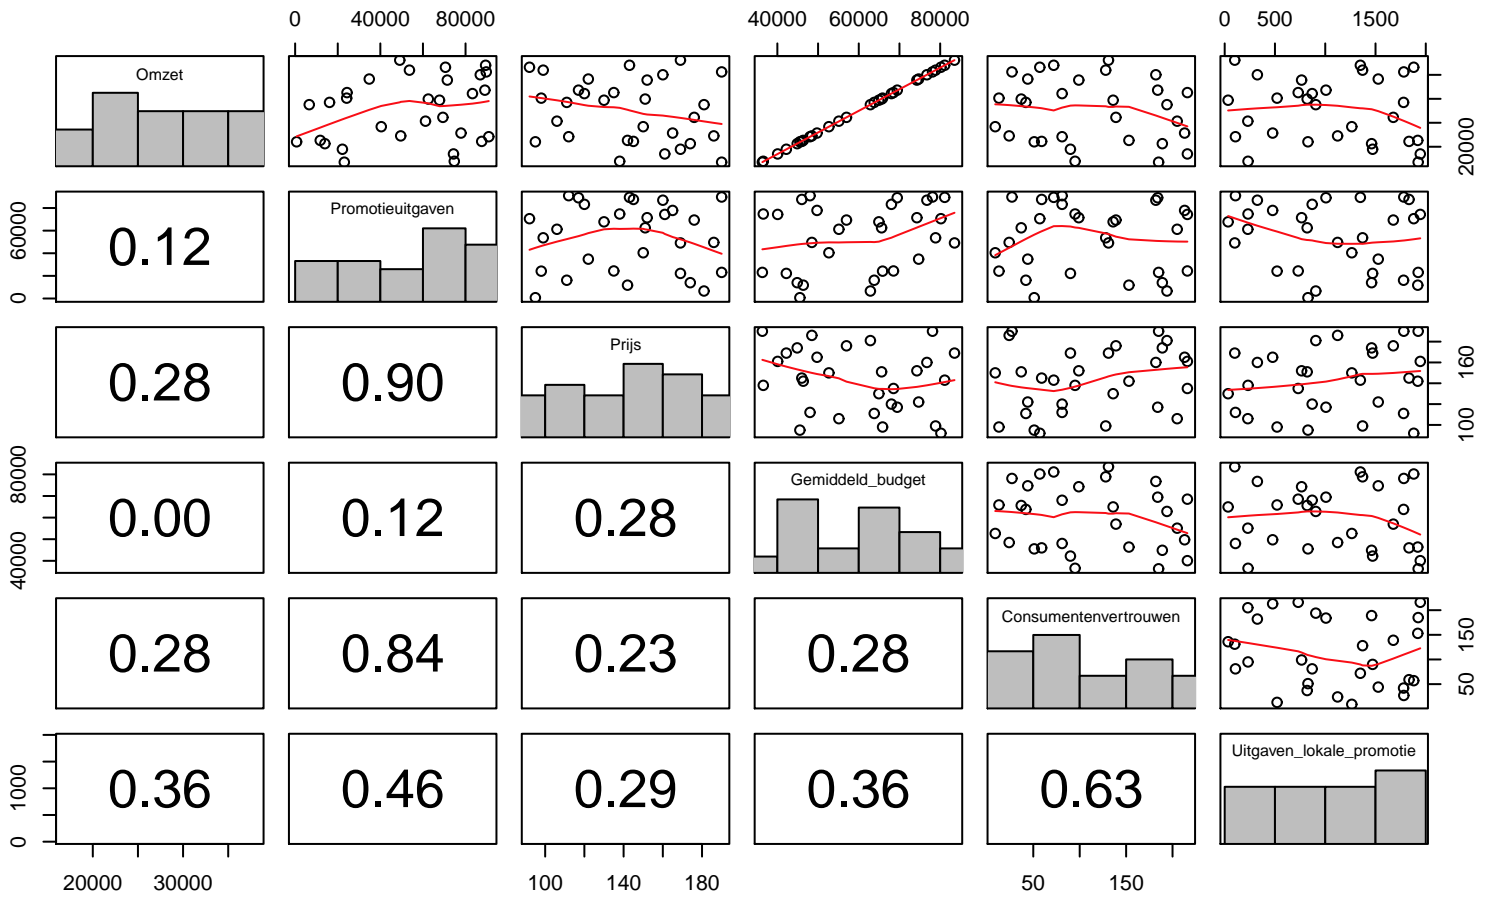 0 40000 80000 40000 60000 80000 0 500 1500
Omzet
20000
0 60000
0.12
Promotieuitgaven
0.28
0.90
Prijs
100 160
40000 80000
0.00
0.12
0.28
Gemiddeld_budget
0.28
0.84
0.23
0.28
Consumentenvertrouwen
50 150
0 1000
0.36
0.46
0.29
0.36
0.63
Uitgaven_lokale_promotie
20000 30000 100 140 180 50 150